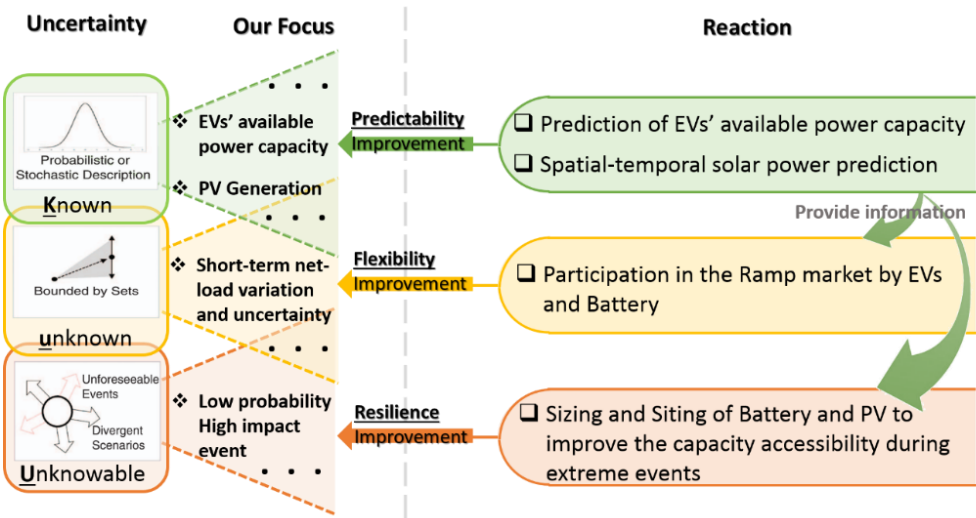 Uncertainty
Our Focus
Reaction
Probabilistic or
Stochastic Description
Known
Bounded by Sets
unknown
Unforeseeable
Events
Divergent
Scenarios
Unknowable
. . .
❖ EVs' available
power capacity
❖ PV Generation
. . .
❖ Short-term net-
load variation
and uncertainty
. . .
❖ Low probability
High impact
event
. . .
Predictability
Improvement
Flexibility
Improvement
Resilience
Improvement
❑ Prediction of EVs' available power capacity
❑ Spatial-temporal solar power prediction
Provide information
❑ Participation in the Ramp market by EVs
and Battery
❑ Sizing and Siting of Battery and PV to
improve the capacity accessibility during
extreme events